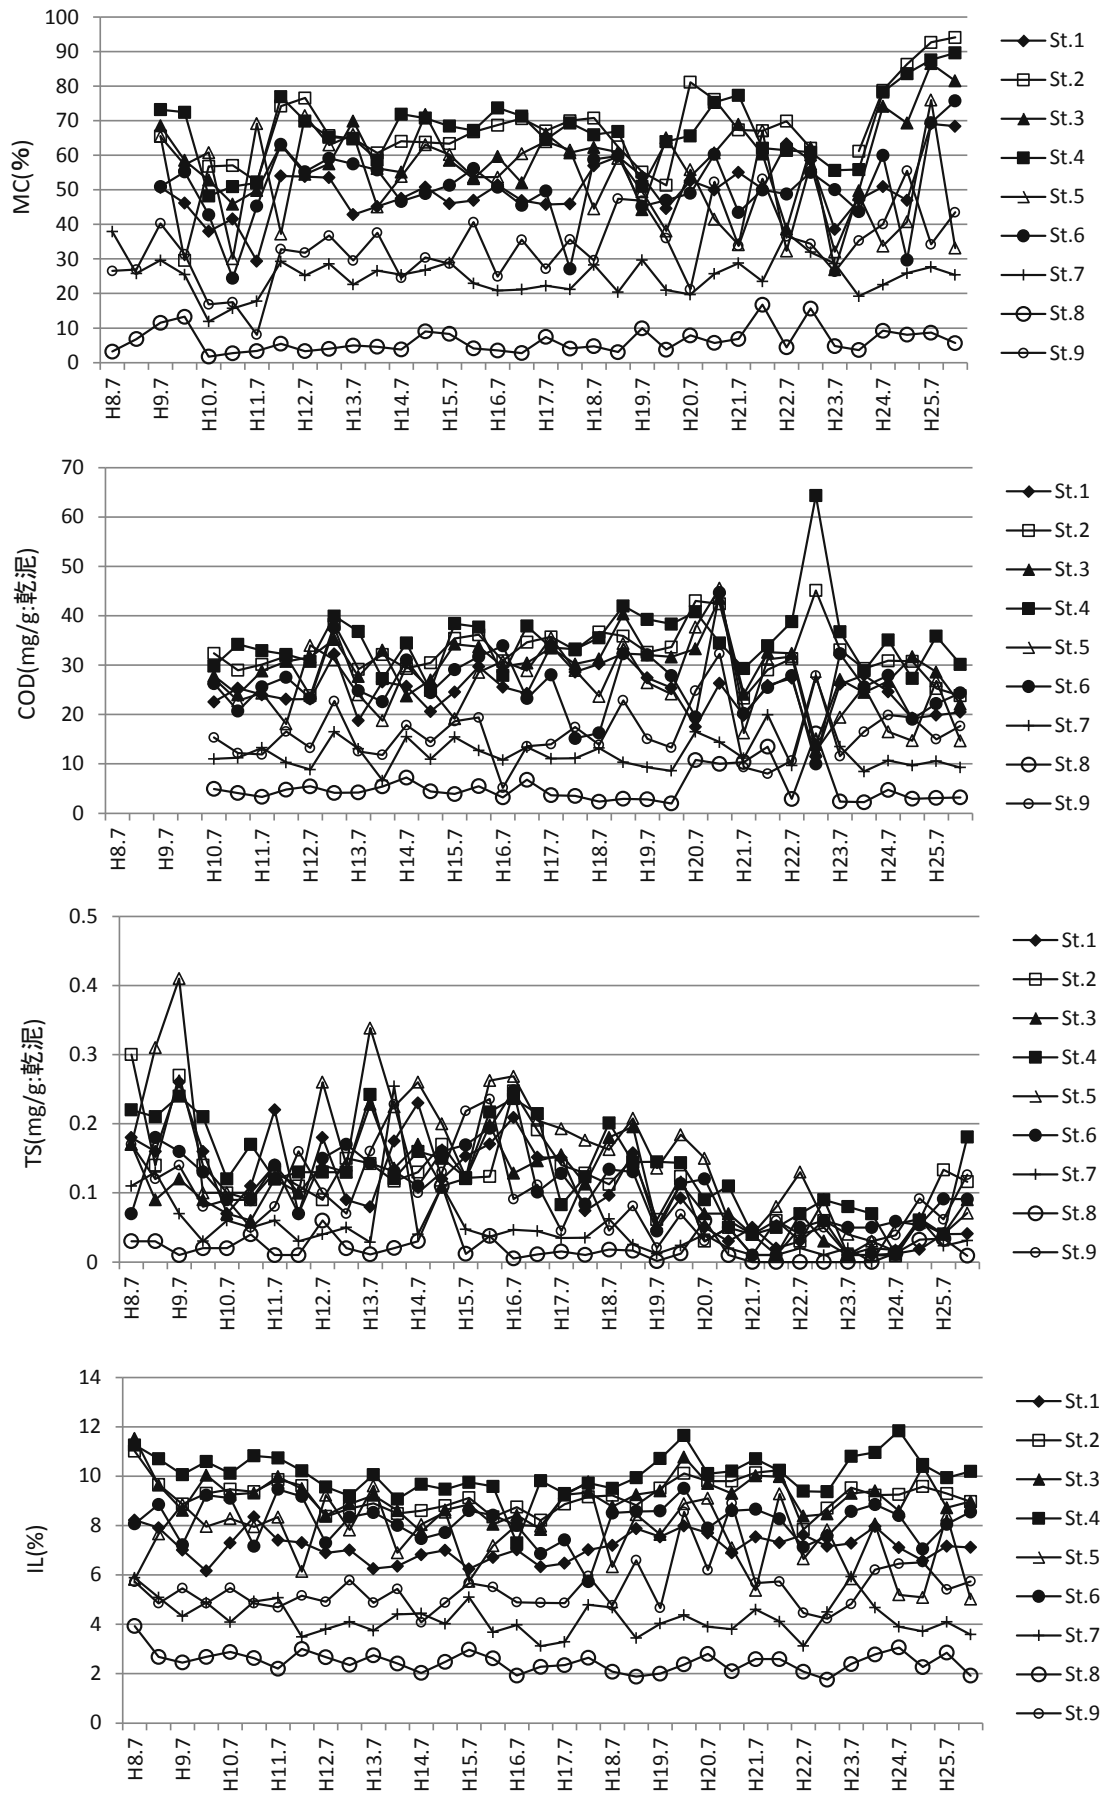 MC(%)
100
90
80
70
60
50
40
30
20
10
0
H8.7
H9.7
H10.7
H11.7
H12.7
H13.7
H14.7
H15.7
H16.7
H17.7
H18.7
H19.7
H20.7
H21.7
H22.7
H23.7
H24.7
H25.7
St.1
St.2
St.3
St.4
St.5
St.6
St.7
St.8
St.9
COD(mg/g:乾泥)
70
60
50
40
30
20
10
0
H8.7
H9.7
H10.7
H11.7
H12.7
H13.7
H14.7
H15.7
H16.7
H17.7
H18.7
H19.7
H20.7
H21.7
H22.7
H23.7
H24.7
H25.7
St.1
St.2
St.3
St.4
St.5
St.6
St.7
St.8
St.9
TS(mg/g:乾泥)
0.5
0.4
0.3
0.2
0.1
0
H8.7
H9.7
H10.7
H11.7
H12.7
H13.7
H14.7
H15.7
H16.7
H17.7
H18.7
H19.7
H20.7
H21.7
H22.7
H23.7
H24.7
H25.7
St.1
St.2
St.3
St.4
St.5
St.6
St.7
St.8
St.9
IL(%)
14
12
10
8
6
4
2
0
H8.7
H9.7
H10.7
H11.7
H12.7
H13.7
H14.7
H15.7
H16.7
H17.7
H18.7
H19.7
H20.7
H21.7
H22.7
H23.7
H24.7
H25.7
St.1
St.2
St.3
St.4
St.5
St.6
St.7
St.8
St.9